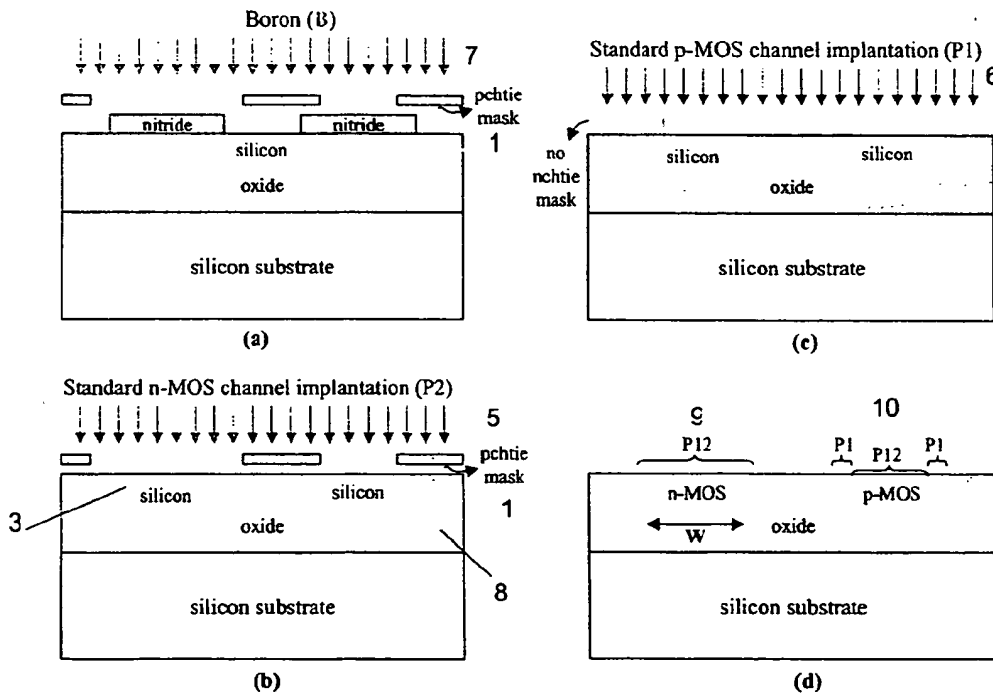 Boron (B)
7
pchtie
mask
nitride
nitride
1
silicon
oxide
silicon substrate
(a)
Standard p-MOS channel implantation (P1)
6
no
nchtie
mask
silicon
silicon
oxide
silicon substrate
(c)
Standard n-MOS channel implantation (P2)
5
pchtie
mask
1
3
silicon
silicon
oxide
8
silicon substrate
(b)
9
10
P12
P1
P12
P1
n-MOS
p-MOS
W
oxide
silicon substrate
(d)